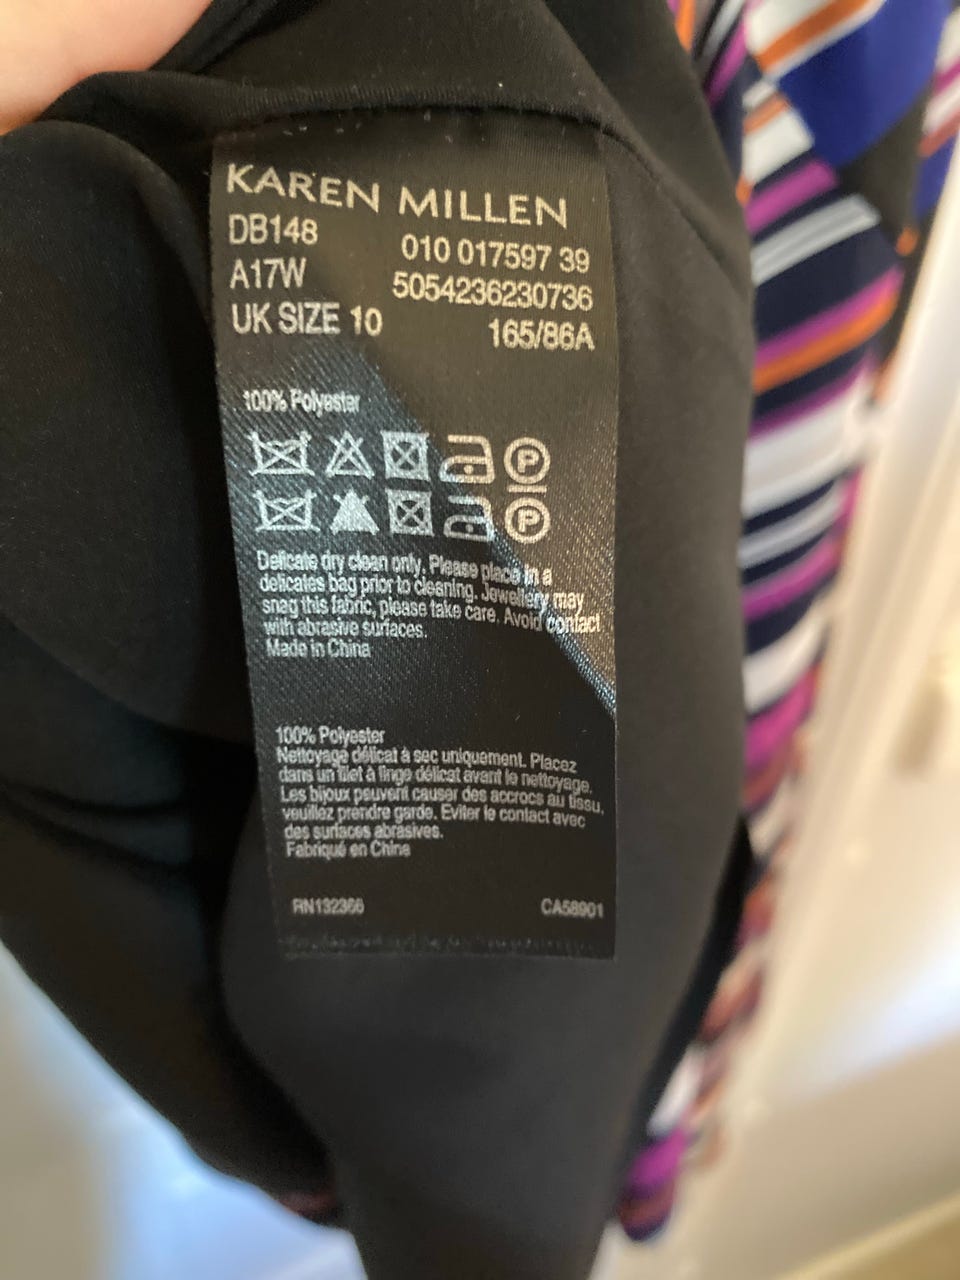 KAREN MILLEN
DB148 010 017597 39
A17W 5054236230736
UK SIZE 10 165/86A
100% Polyester
P
P
Delicate dry clean only. Please place in a
delicates bag prior to cleaning. Jewellery may
snag this fabric, please take care. Avoid contact
with abrasive surfaces.
Made in China
100% Polyester
Nettoyage délicat à sec uniquement. Placez
dans un filet à linge délicat avant le nettoyage.
Les bijoux peuvent causer des accrocs au tissu,
veuillez prendre garde. Eviter le contact avec
des surfaces abrasives.
Fabriqué en Chine
RN132366 CA58901